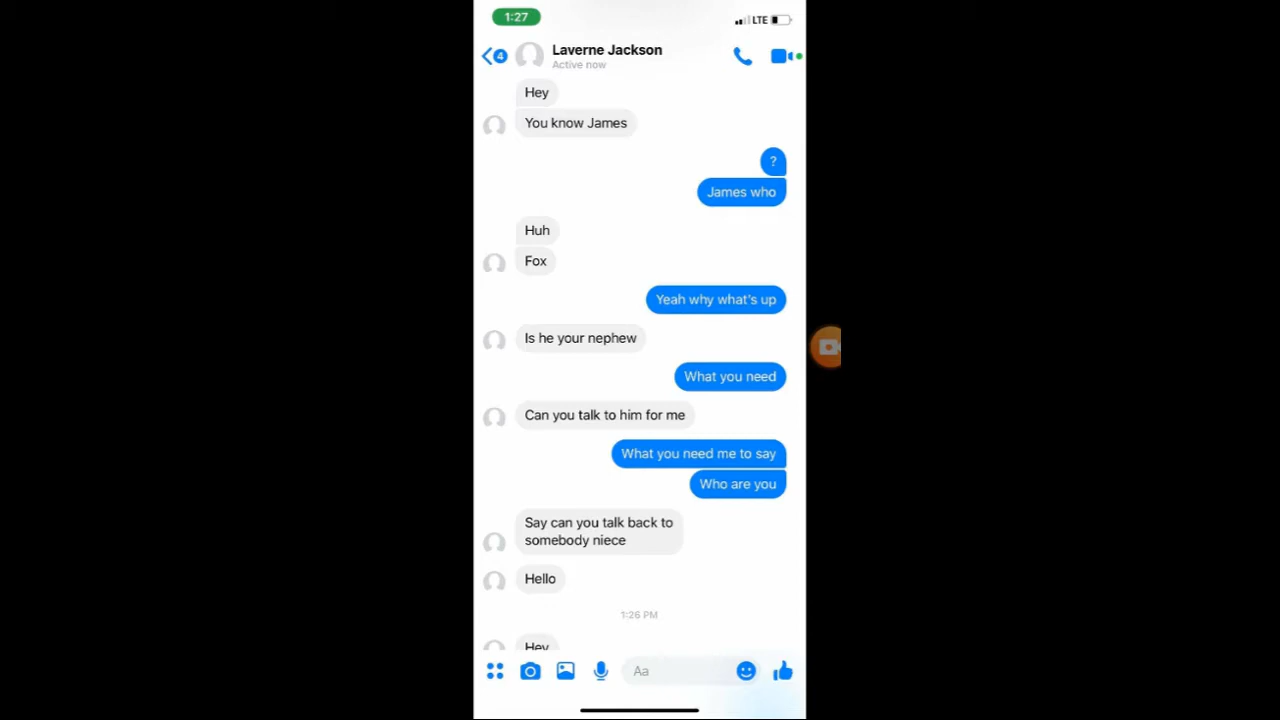 1:27
LTE
4
Laverne Jackson
Active now
Hey
You know James
?
James who
Huh
Fox
Yeah why what's up
Is he your nephew
What you need
Can you talk to him for me
What you need me to say
Who are you
Say can you talk back to
somebody niece
Hello
1:26 PM
Hey
Aa